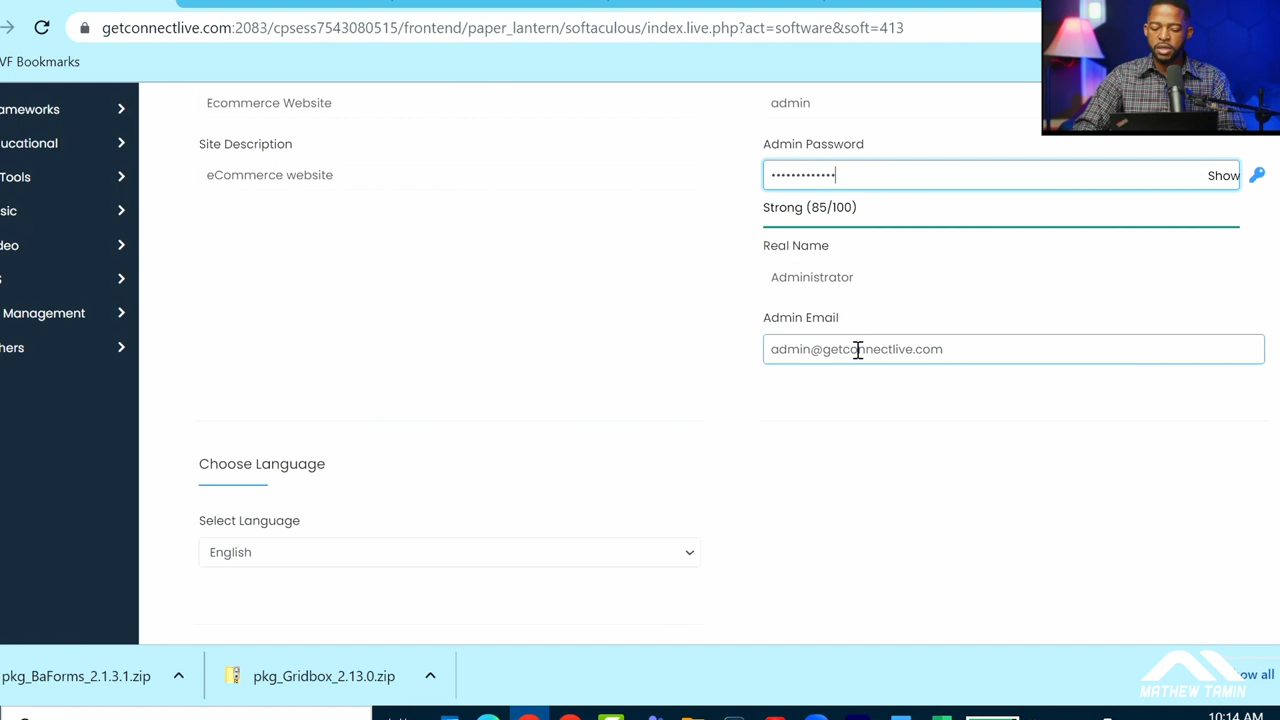 getconnectlive.com:2083/cpsess7543080515/frontend/paper_lantern/softaculous/index.live.php?act=software&soft=413
VF Bookmarks
ameworks
ucational
Tools
sic
deo
s
Management
hers
Ecommerce Website
Site Description
eCommerce website
admin
Admin Password
•••••••••••••
Show
Strong (85/100)
Real Name
Administrator
Admin Email
admin@getconnectlive.com
Choose Language
Select Language
English
pkg_BaForms_2.1.3.1.zip
pkg_Gridbox_2.13.0.zip
ow all
MATHEW TAMIN
10:14 AM